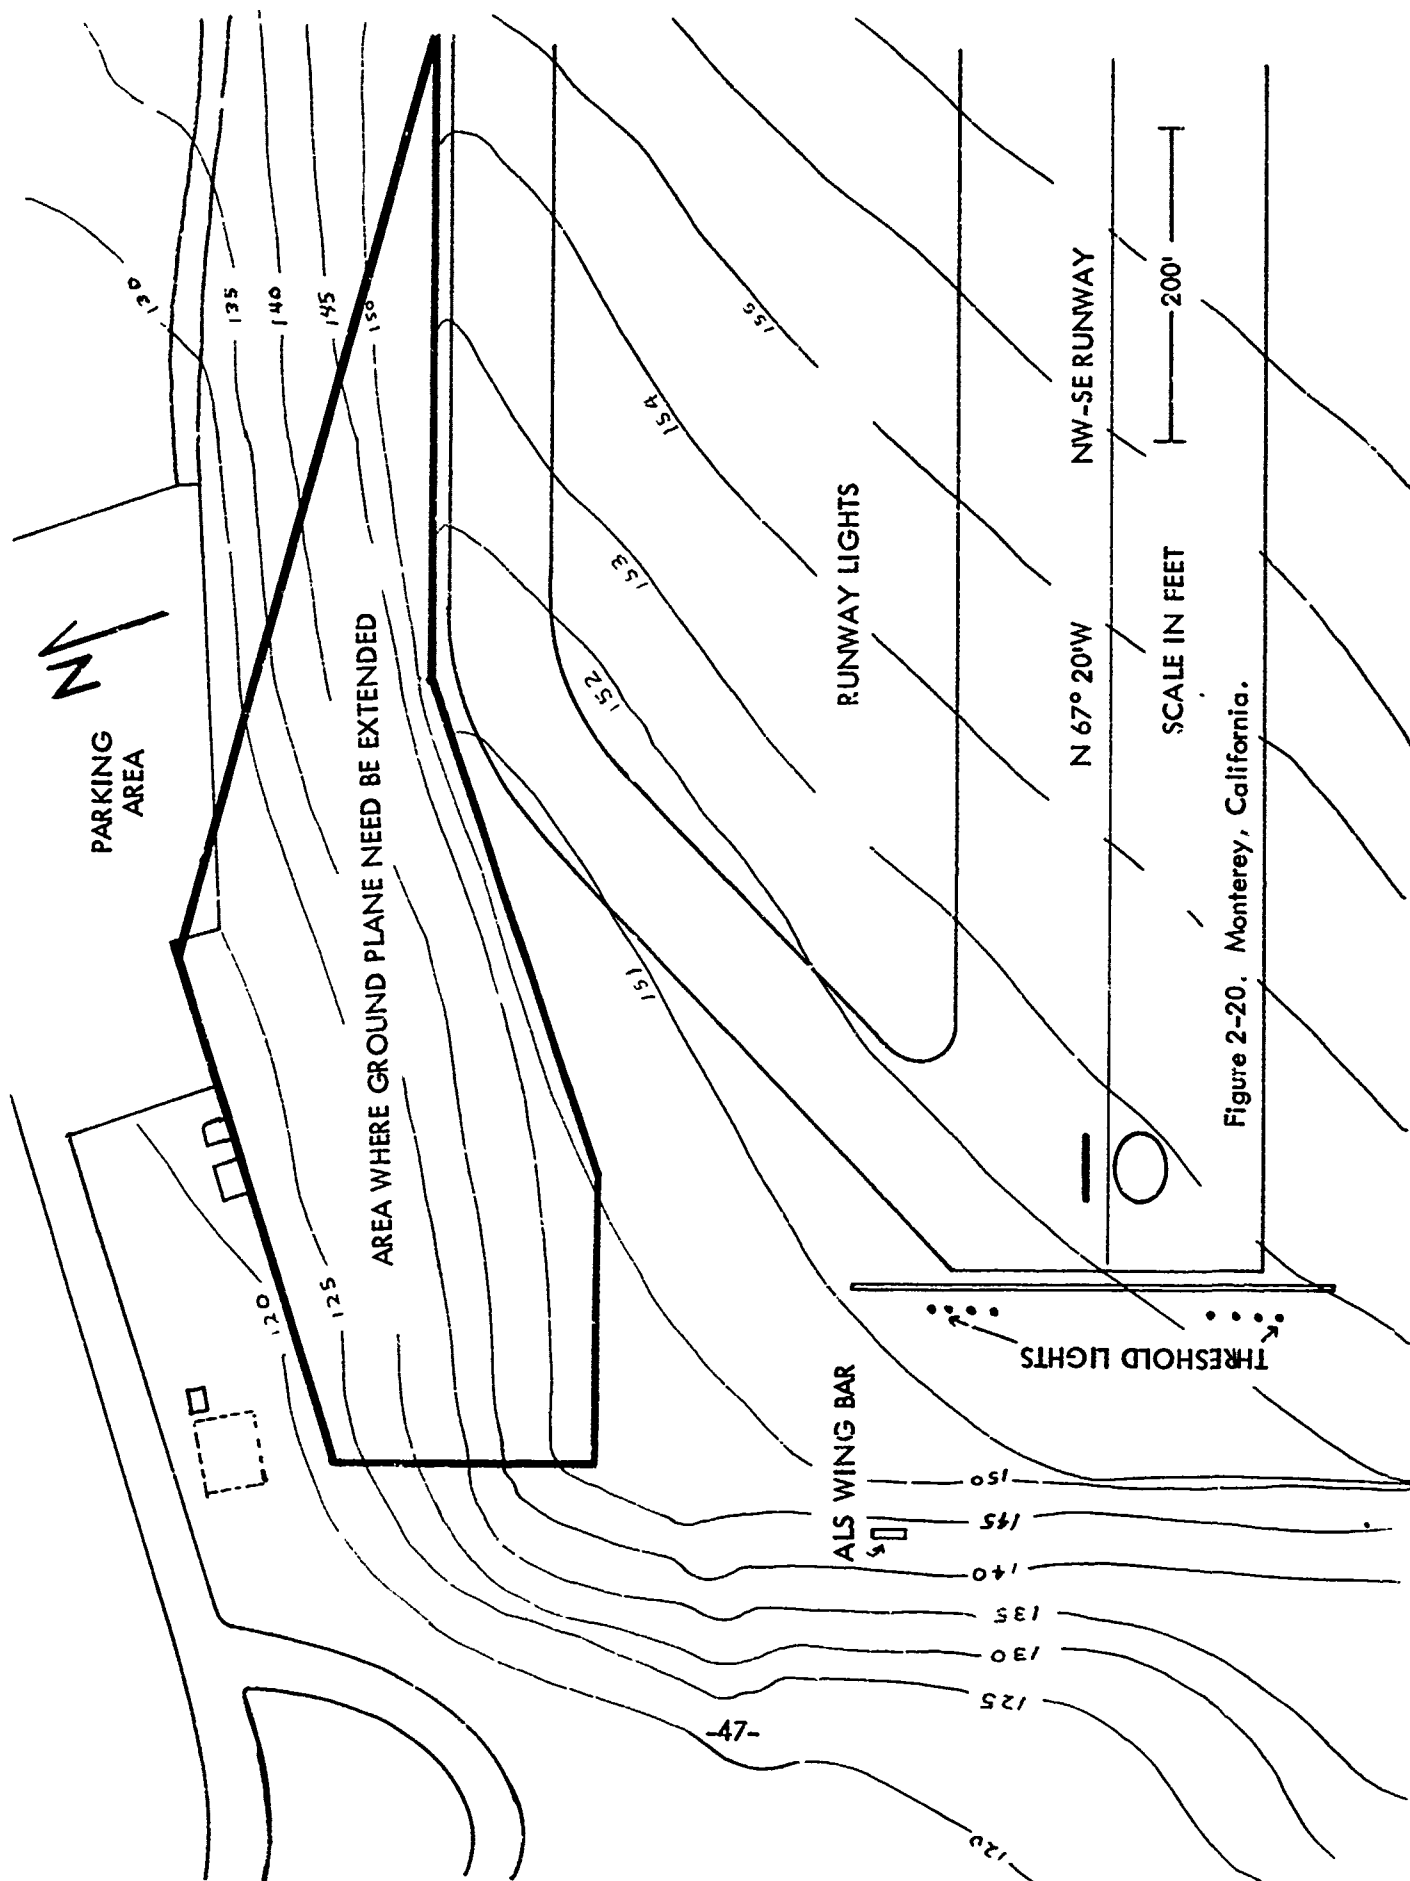 PARKING
AREA
N
130
135
140
145
150
AREA WHERE GROUND PLANE NEED BE EXTENDED
155
154
153
152
151
120
125
RUNWAY LIGHTS
NW-SE RUNWAY
N 67° 20'W
200'
SCALE IN FEET
Figure 2-20. Monterey, California.
THRESHOLD LIGHTS
ALS WING BAR
150
145
140
135
130
125
120
-47-